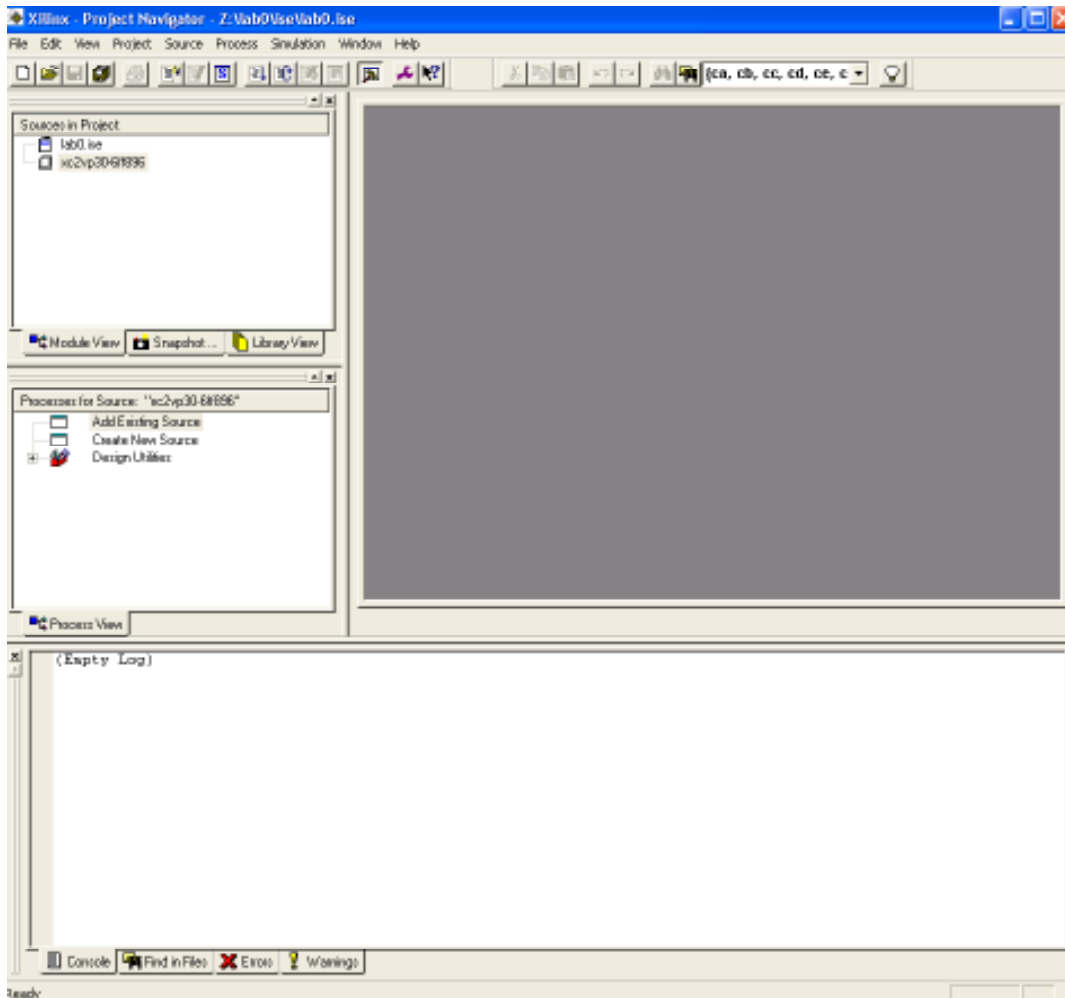 Xilinx - Project Navigator - Z:\lab0\ise\lab0.ise
File Edit View Project Source Process Simulation Window Help
(ca, cb, cc, cd, ce, c
Sources in Project
lab0.ise
xc2vp30-6ff896
Module View Snapshot ... Library View
Processes for Source: "xc2vp30-6ff896"
Add Existing Source
Create New Source
Design Utilities
Process View
(Empty Log)
Console Find in Files Errors Warnings
Ready